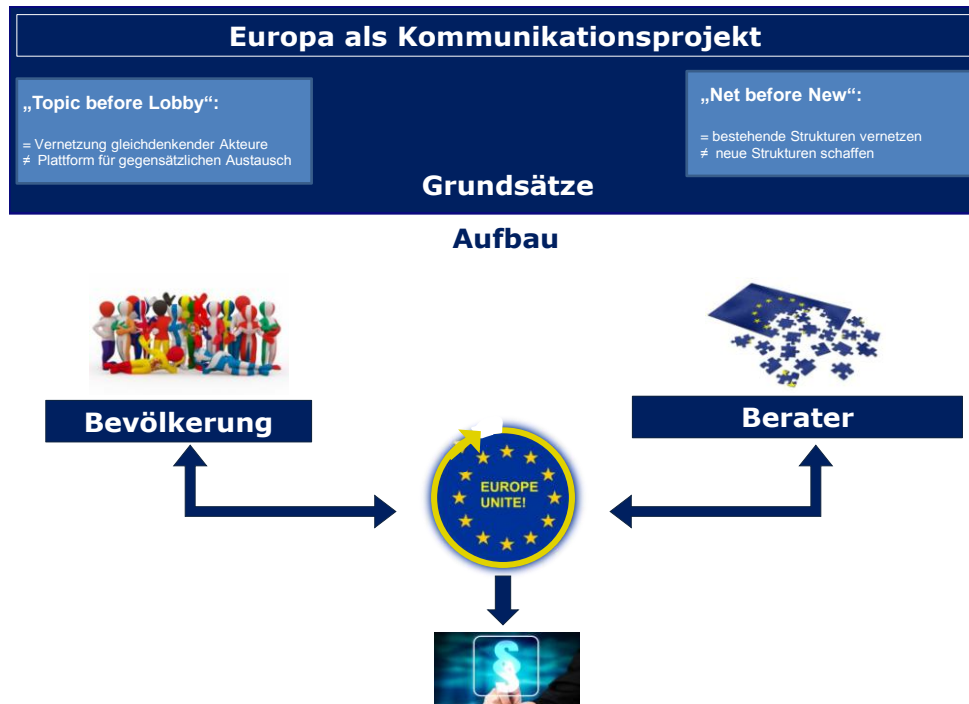 Europa als Kommunikationsprojekt
„Topic before Lobby“:
= Vernetzung gleichdenkender Akteure
≠ Plattform für gegensätzlichen Austausch
„Net before New“:
= bestehende Strukturen vernetzen
≠ neue Strukturen schaffen
Grundsätze
Aufbau
Bevölkerung
Berater
EUROPE
UNITE!
§